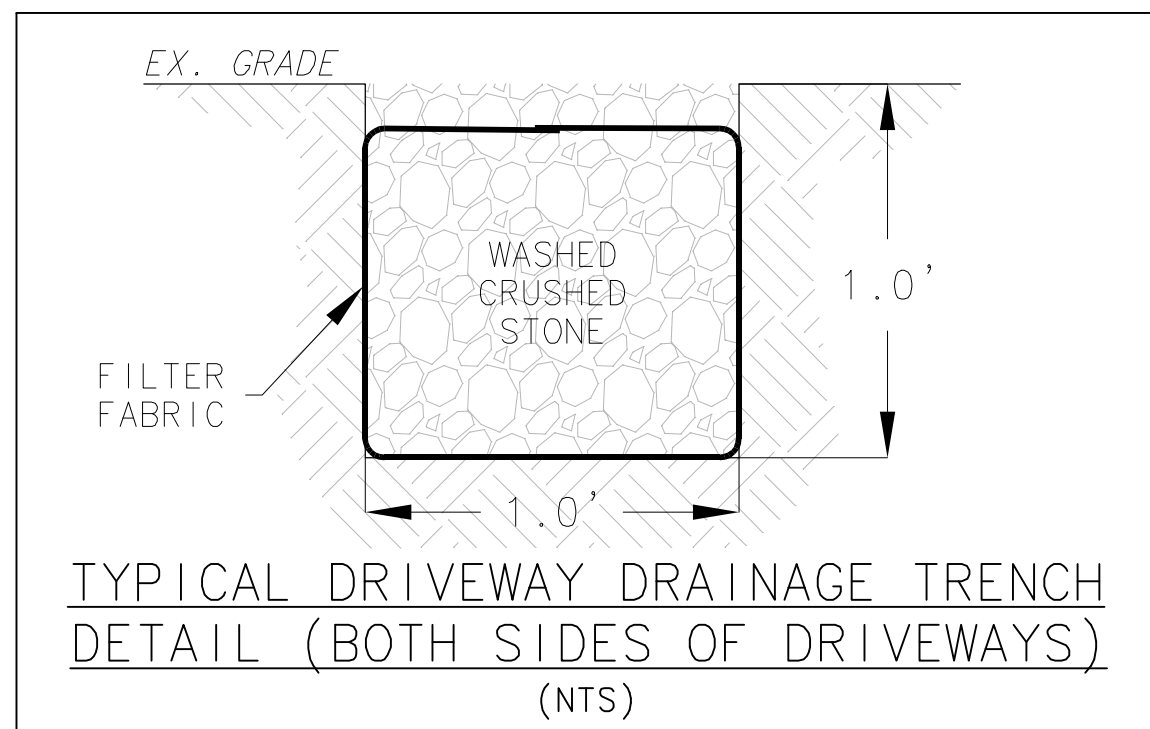 EX. GRADE
WASHED
CRUSHED
STONE
1.0'
FILTER
FABRIC
1.0'
TYPICAL DRIVEWAY DRAINAGE TRENCH
DETAIL (BOTH SIDES OF DRIVEWAYS)
(NTS)